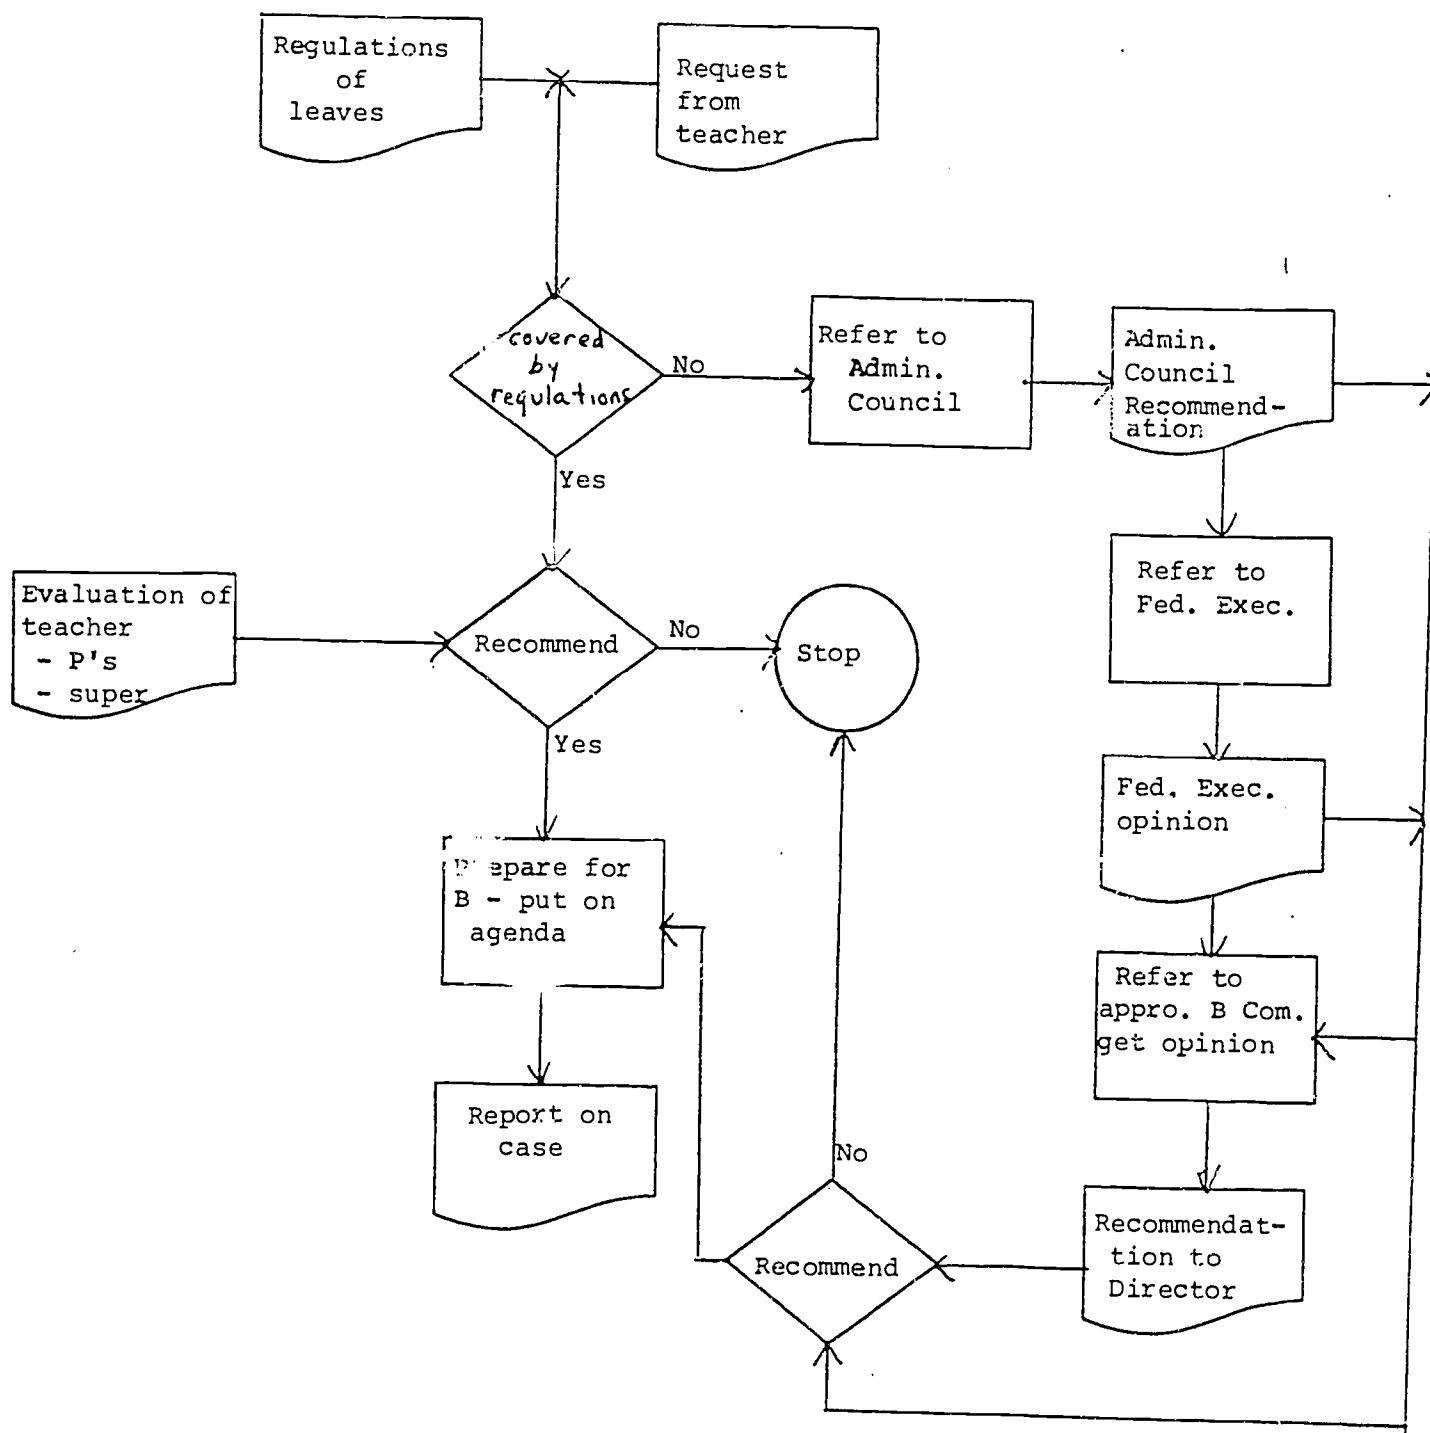 Regulations
of
leaves
Request
from
teacher
covered
by
regulations
No
Refer to
Admin.
Council
Admin.
Council
Recommend-
ation
Yes
Refer to
Fed. Exec.
Evaluation of
teacher
- P's
- super
Recommend
No
Stop
Yes
Fed. Exec.
opinion
Prepare for
B - put on
agenda
Refer to
appro. B Com.
get opinion
Report on
case
No
Recommend
Recommendat-
tion to
Director